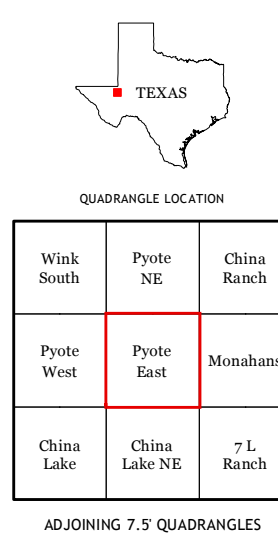 TEXAS
QUADRANGLE LOCATION
Wink
South
Pyote
NE
China
Ranch
Pyote
West
Pyote
East
Monahans
China
Lake
China
Lake NE
7 L
Ranch
ADJOINING 7.5' QUADRANGLES